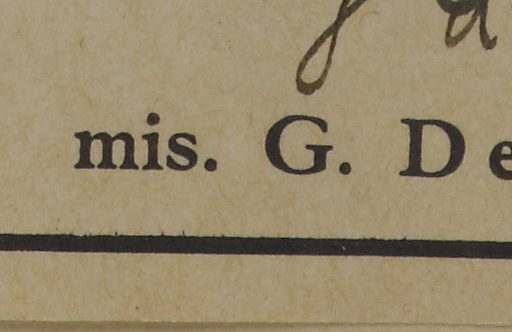 mis. G. De